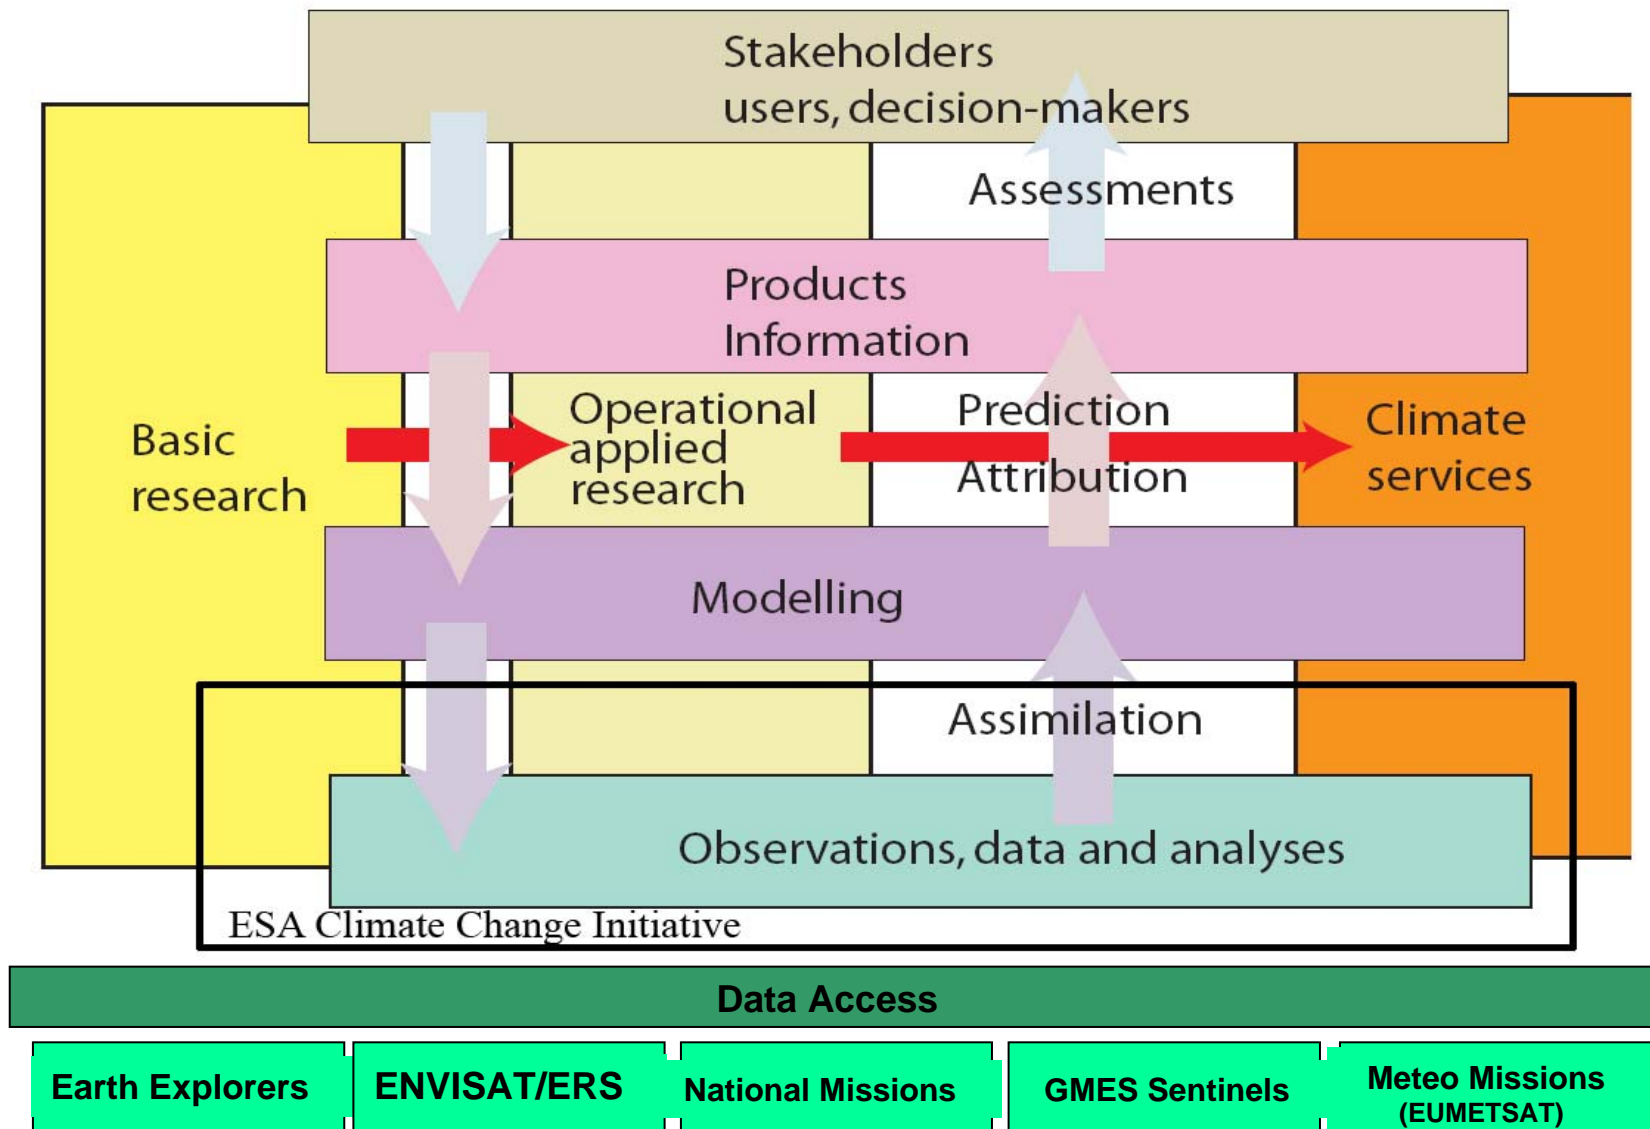 Stakeholders
users, decision-makers
Assessments
Products
Information
Basic
research
Operational
applied
research
Prediction
Attribution
Climate
services
Modelling
Assimilation
Observations, data and analyses
ESA Climate Change Initiative
Data Access
Earth Explorers
ENVISAT/ERS
National Missions
GMES Sentinels
Meteo Missions
(EUMETSAT)